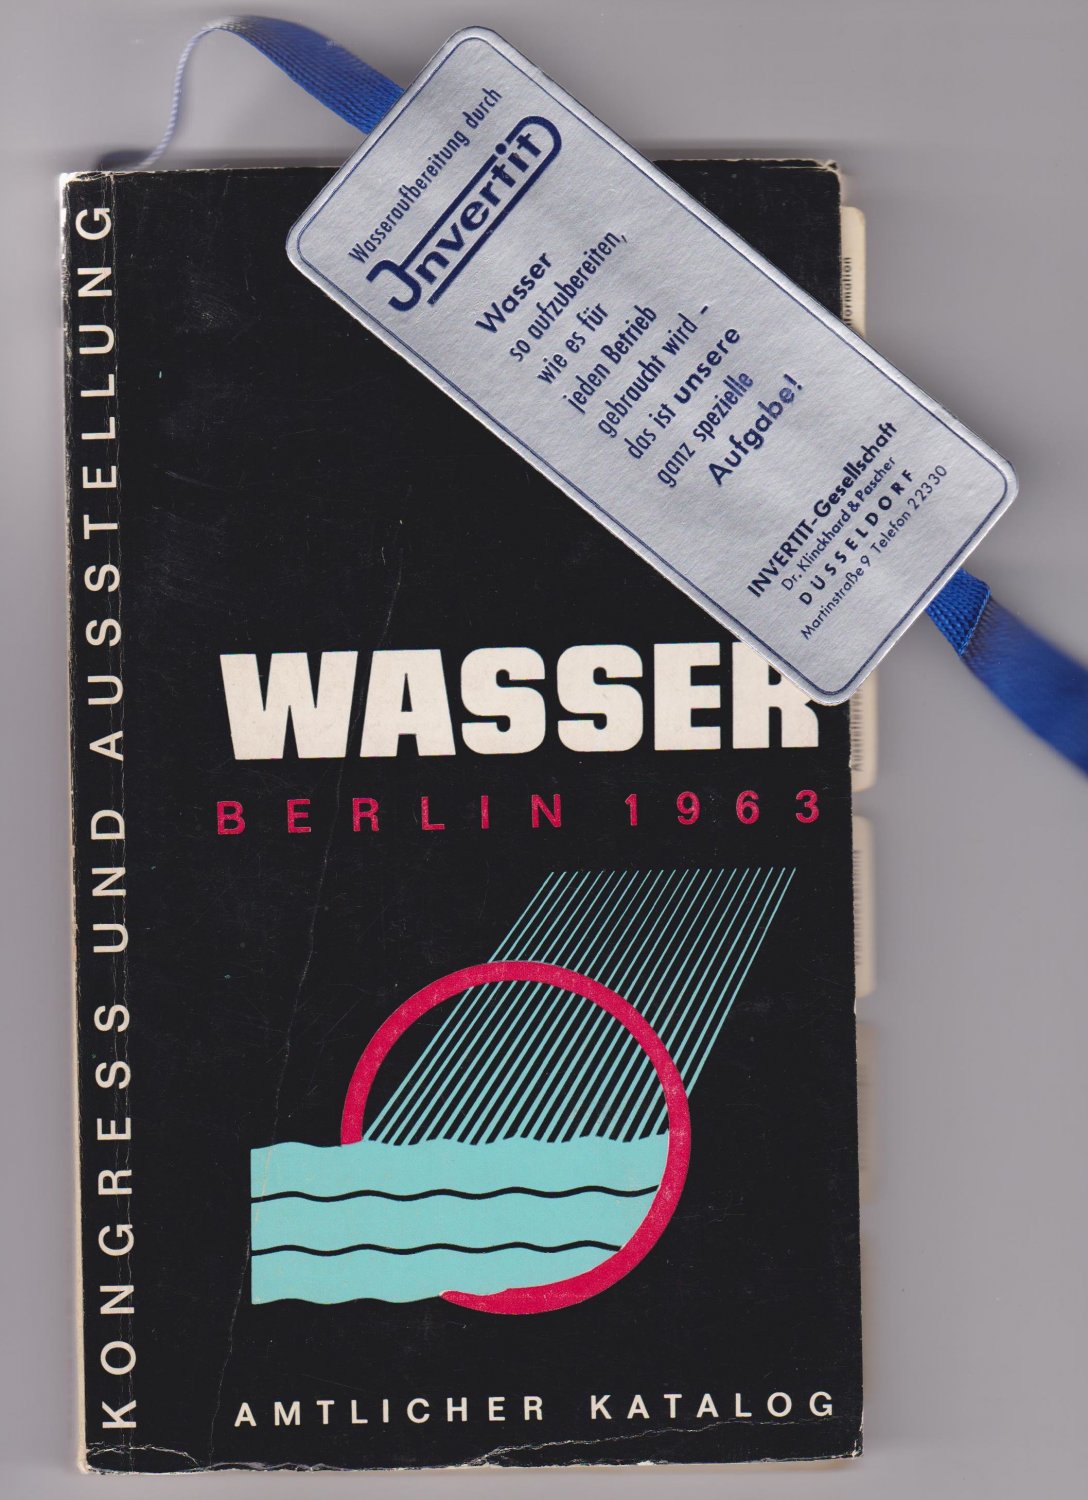 KONGRESS UND AUSSTELLUNG
Wasseraufbereitung durch
Invertit
Wasser
so aufzubereiten,
wie es für
jeden Betrieb
gebraucht wird –
das ist unsere
ganz spezielle
Aufgabe!
INVERTIT-Gesellschaft
Dr. Klinckhard & Pascher
DÜSSELDORF
Martinstraße 9 Telefon 22330
WASSER
BERLIN 1963
AMTLICHER KATALOG